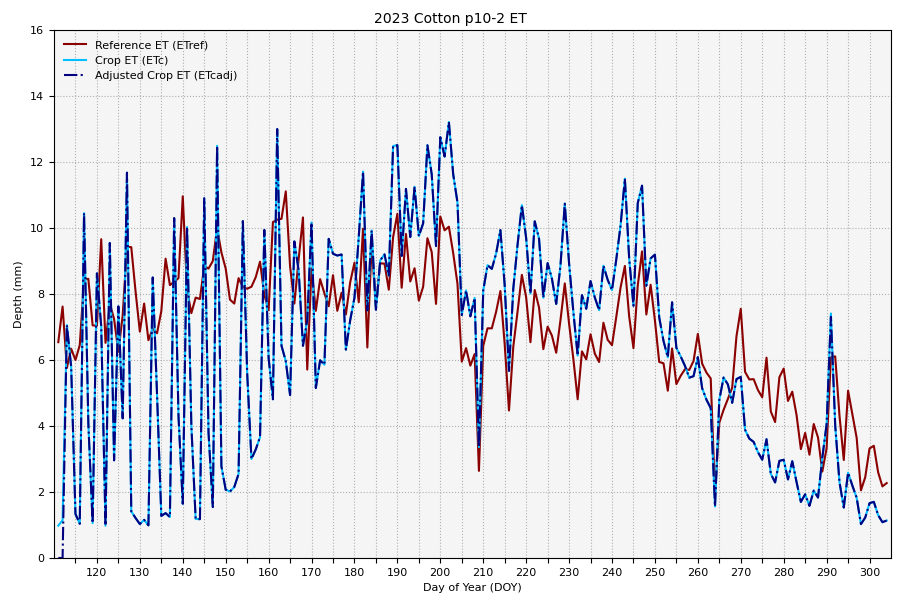 2023 Cotton p10-2 ET
Reference ET (ETref)
Crop ET (ETc)
Adjusted Crop ET (ETcadj)
Depth (mm)
16
14
12
10
8
6
4
2
0
120 130 140 150 160 170 180 190 200 210 220 230 240 250 260 270 280 290 300
Day of Year (DOY)